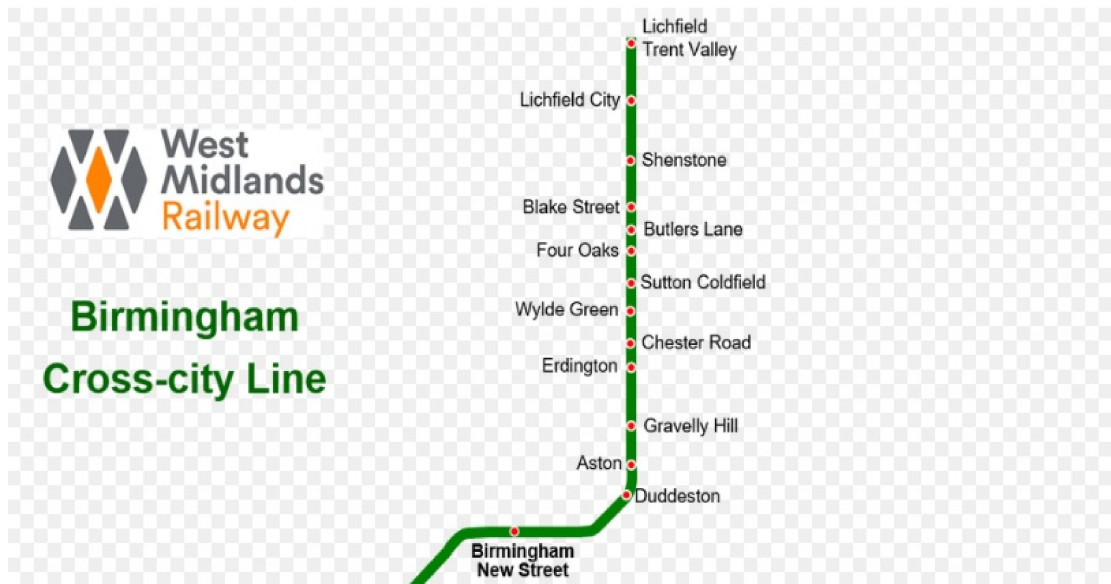 West
Midlands
Railway
Birmingham
Cross-city Line
Lichfield
Trent Valley
Lichfield City
Shenstone
Blake Street
Butlers Lane
Four Oaks
Sutton Coldfield
Wylde Green
Chester Road
Erdington
Gravelly Hill
Aston
Duddeston
Birmingham
New Street